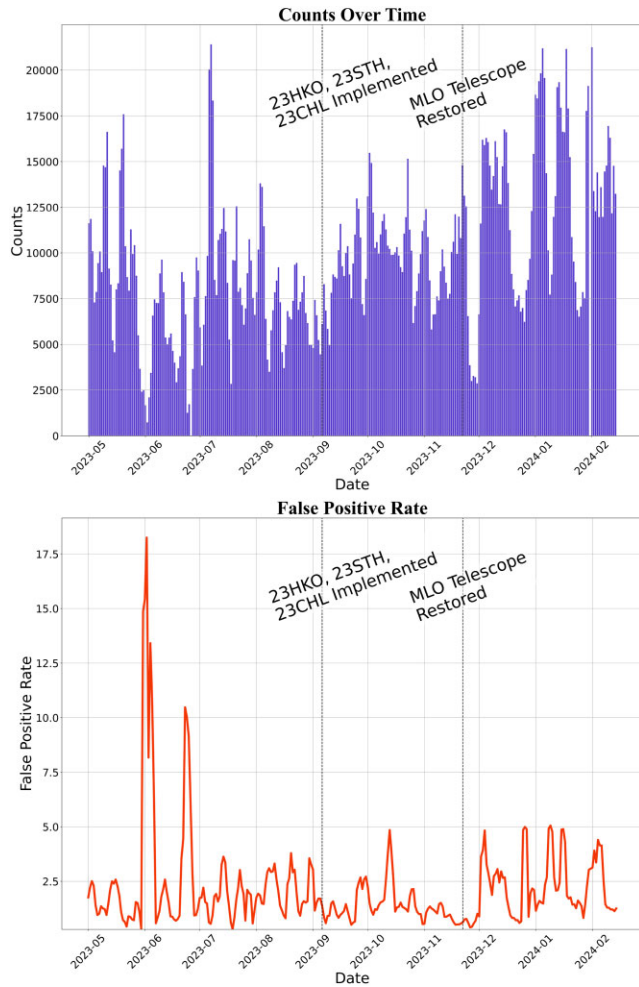 Counts Over Time
Counts
20000
17500
15000
12500
10000
7500
5000
2500
0
23HKO, 23STH,
23CHL Implemented
MLO Telescope
Restored
2023-05
2023-06
2023-07
2023-08
2023-09
2023-10
2023-11
2023-12
2024-01
2024-02
Date
False Positive Rate
False Positive Rate
17.5
15.0
12.5
10.0
7.5
5.0
2.5
23HKO, 23STH,
23CHL Implemented
MLO Telescope
Restored
2023-05
2023-06
2023-07
2023-08
2023-09
2023-10
2023-11
2023-12
2024-01
2024-02
Date